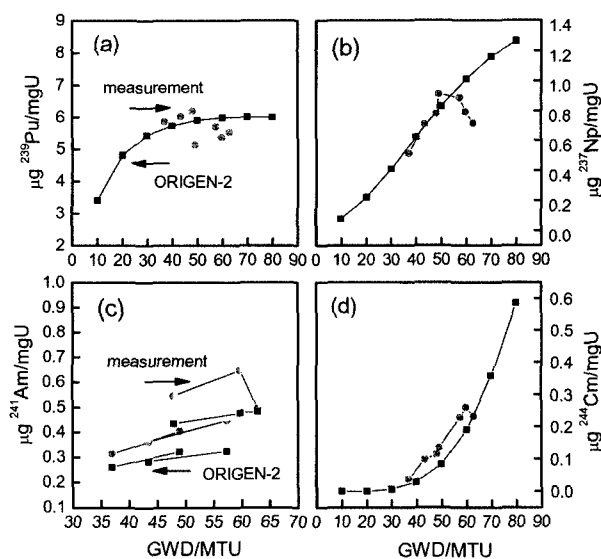 (a)
measurement
ORIGEN-2
µg ²³⁹Pu/mgU
9
8
7
6
5
4
3
2
10 20 30 40 50 60 70 80 90
(b)
µg ²³⁷Np/mgU
1.4
1.2
1.0
0.8
0.6
0.4
0.2
0.0
10 20 30 40 50 60 70 80 90
(c)
measurement
ORIGEN-2
µg ²⁴¹Am/mgU
1.0
0.9
0.8
0.7
0.6
0.5
0.4
0.3
0.2
0.1
30 35 40 45 50 55 60 65 70
GWD/MTU
(d)
µg ²⁴⁴Cm/mgU
0.6
0.5
0.4
0.3
0.2
0.1
0.0
0 10 20 30 40 50 60 70 80 90
GWD/MTU